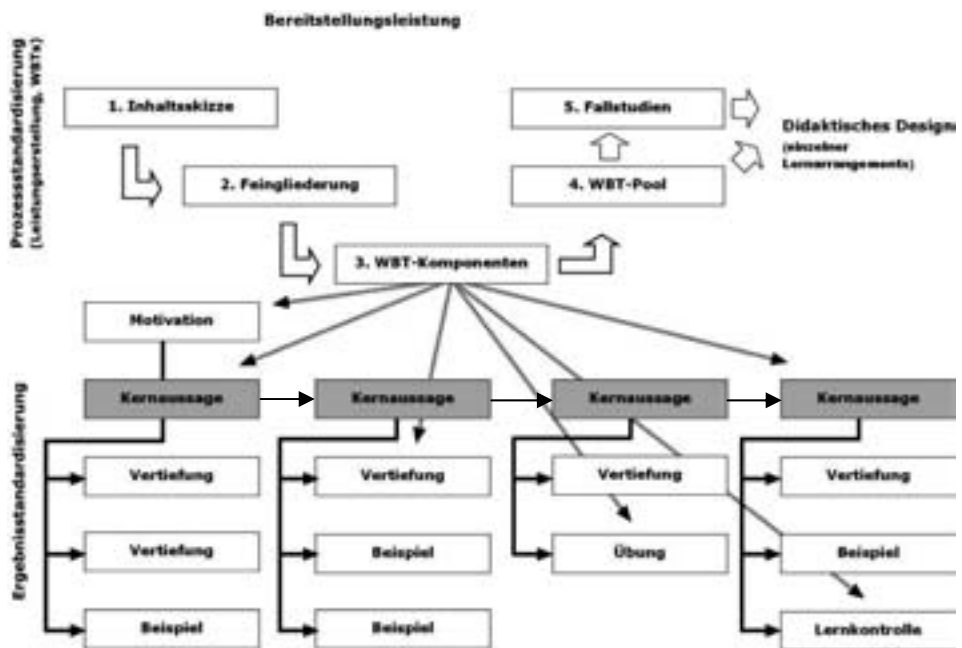 Bereitstellungsleistung
Prozessstandardisierung
(Leistungserstellung, WBTs)
1. Inhaltsskizze
5. Fallstudien
Didaktisches Design
(einzelner
Lernarrangements)
2. Feingliederung
4. WBT-Pool
3. WBT-Komponenten
Motivation
Ergebnisstandardisierung
Kernaussage
Kernaussage
Kernaussage
Kernaussage
Vertiefung
Vertiefung
Vertiefung
Vertiefung
Vertiefung
Beispiel
Übung
Beispiel
Beispiel
Beispiel
Lernkontrolle